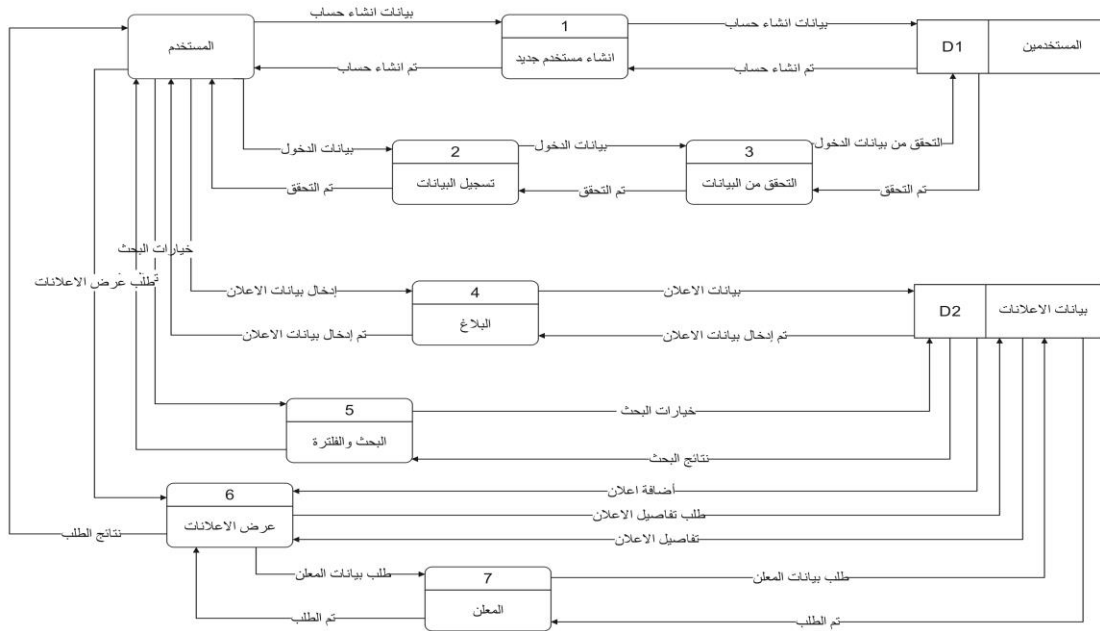 بيانات انشاء حساب
بيانات انشاء حساب
المستخدم
1
انشاء مستخدم جديد
D1
المستخدمين
تم انشاء حساب
تم انشاء حساب
بيانات الدخول
2
تسجيل البيانات
بيانات الدخول
3
التحقق من البيانات
التحقق من بيانات الدخول
تم التحقق
تم التحقق
تم التحقق
خيارات البحث
طلب عرض الاعلانات
إدخال بيانات الاعلان
4
البلاغ
بيانات الاعلان
D2
بيانات الاعلانات
تم إدخال بيانات الاعلان
تم إدخال بيانات الاعلان
5
البحث والفلترة
خيارات البحث
نتائج البحث
6
عرض الاعلانات
أضافة اعلان
طلب تفاصيل الاعلان
تفاصيل الاعلان
نتائج الطلب
طلب بيانات المعلن
7
المعلن
طلب بيانات المعلن
تم الطلب
تم الطلب